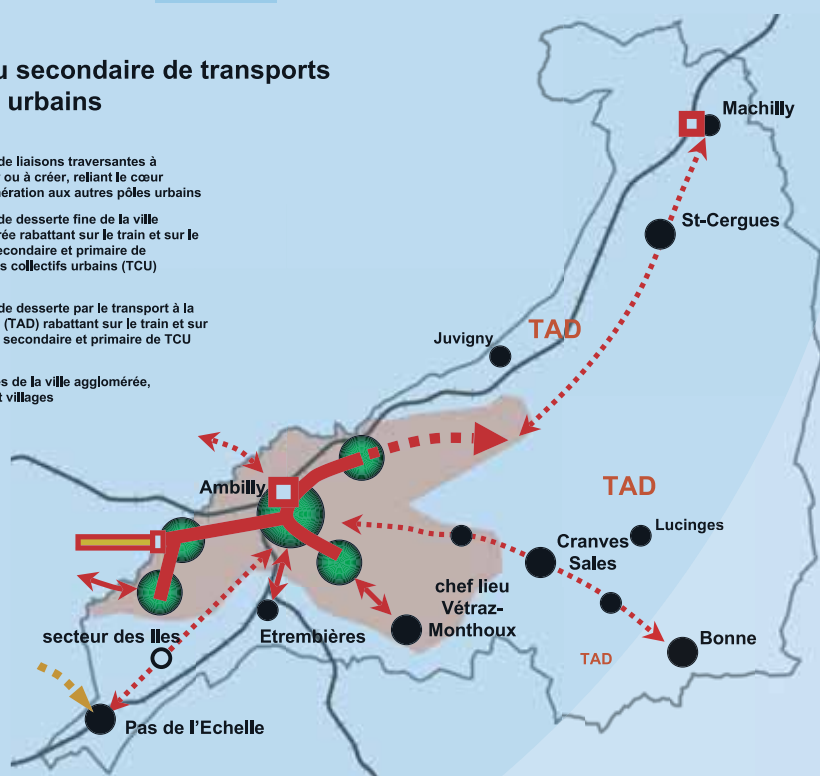 u secondaire de transports
urbains
de liaisons traversantes à
ou à créer, reliant le cœur
nération aux autres pôles urbains
de desserte fine de la ville
rée rabattant sur le train et sur le
econdaire et primaire de
s collectifs urbains (TCU)
de desserte par le transport à la
(TAD) rabattant sur le train et sur
secondaire et primaire de TCU
s de la ville agglomérée,
t villages
Machilly
St-Cergues
TAD
Juvigny
Ambilly
TAD
Lucinges
Cranves
Sales
chef lieu
Vétraz-
Monthoux
secteur des Iles
Etrembières
Bonne
TAD
Pas de l'Echelle